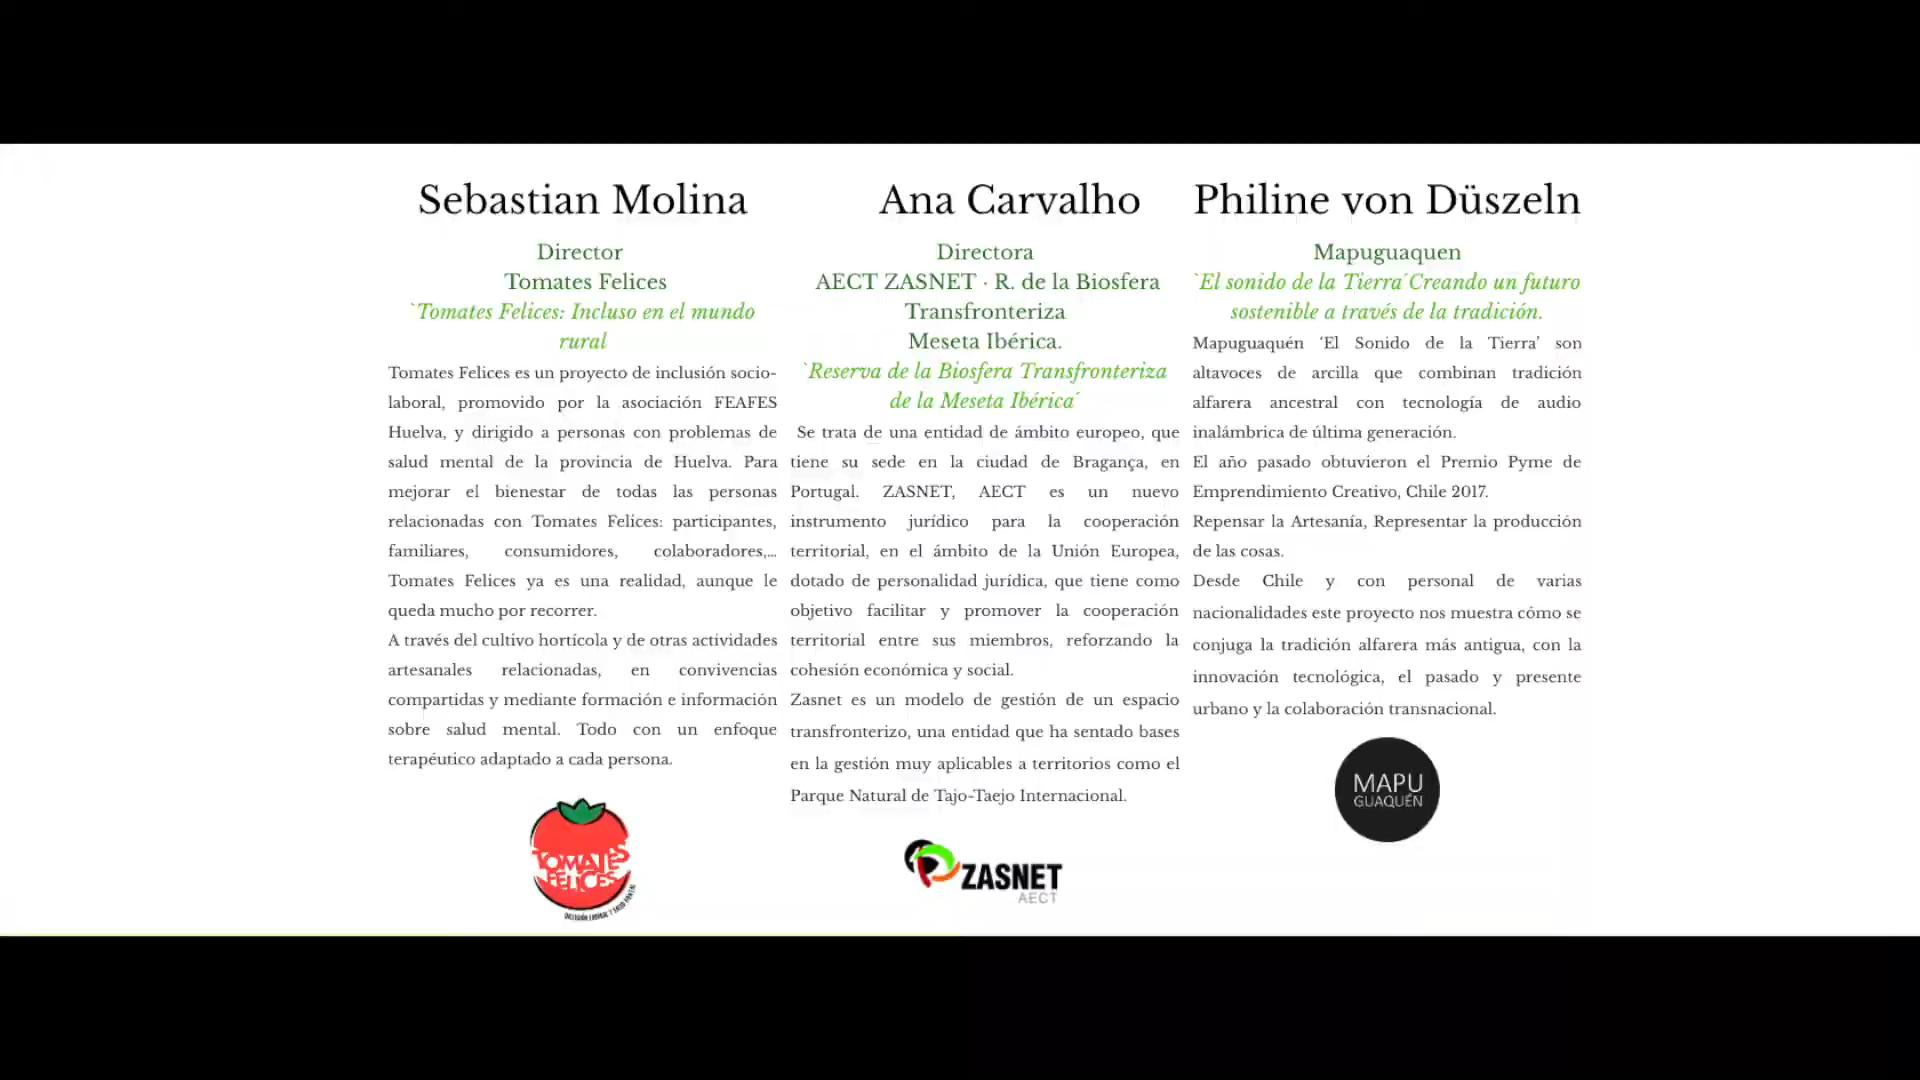 Sebastian Molina
Director
Tomates Felices
`Tomates Felices: Incluso en el mundo
rural
Tomates Felices es un proyecto de inclusión socio-
laboral, promovido por la asociación FEAFES
Huelva, y dirigido a personas con problemas de
salud mental de la provincia de Huelva. Para
mejorar el bienestar de todas las personas
relacionadas con Tomates Felices: participantes,
familiares, consumidores, colaboradores,...
Tomates Felices ya es una realidad, aunque le
queda mucho por recorrer.
A través del cultivo hortícola y de otras actividades
artesanales relacionadas, en convivencias
compartidas y mediante formación e información
sobre salud mental. Todo con un enfoque
terapéutico adaptado a cada persona.
TOMATES
FELICES
Ana Carvalho
Directora
AECT ZASNET · R. de la Biosfera
Transfronteriza
Meseta Ibérica.
`Reserva de la Biosfera Transfronteriza
de la Meseta Ibérica´
Se trata de una entidad de ámbito europeo, que
tiene su sede en la ciudad de Bragança, en
Portugal. ZASNET, AECT es un nuevo
instrumento jurídico para la cooperación
territorial, en el ámbito de la Unión Europea,
dotado de personalidad jurídica, que tiene como
objetivo facilitar y promover la cooperación
territorial entre sus miembros, reforzando la
cohesión económica y social.
Zasnet es un modelo de gestión de un espacio
transfronterizo, una entidad que ha sentado bases
en la gestión muy aplicables a territorios como el
Parque Natural de Tajo-Taejo Internacional.
ZASNET
AECT
Philine von Düszeln
Mapuguaquen
`El sonido de la Tierra´Creando un futuro
sostenible a través de la tradición.
Mapuguaquén ‘El Sonido de la Tierra’ son
altavoces de arcilla que combinan tradición
alfarera ancestral con tecnología de audio
inalámbrica de última generación.
El año pasado obtuvieron el Premio Pyme de
Emprendimiento Creativo, Chile 2017.
Repensar la Artesanía, Representar la producción
de las cosas.
Desde Chile y con personal de varias
nacionalidades este proyecto nos muestra cómo se
conjuga la tradición alfarera más antigua, con la
innovación tecnológica, el pasado y presente
urbano y la colaboración transnacional.
MAPU
GUAQUÉN